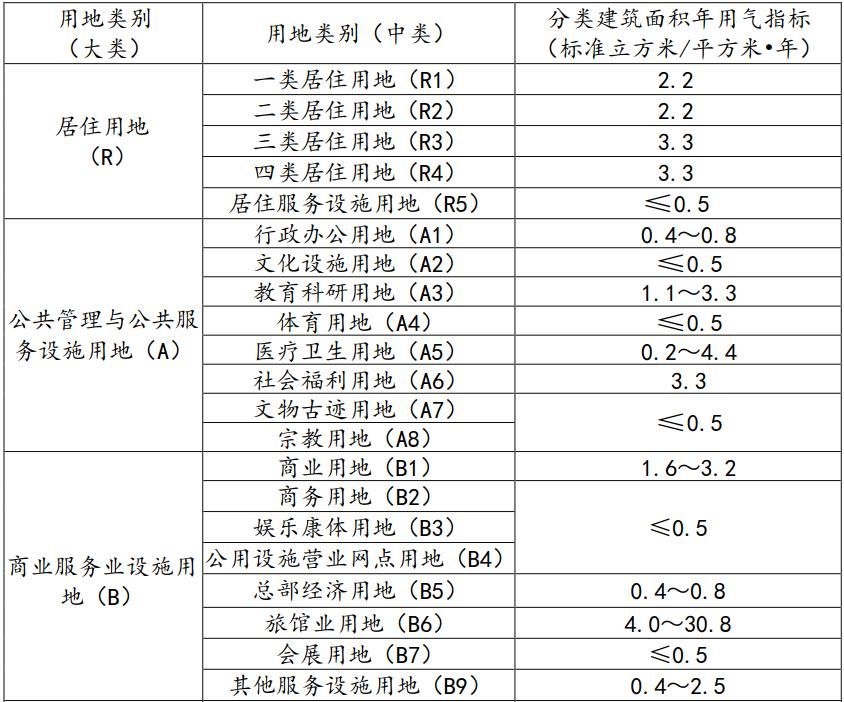 用地类别
（大类）
用地类别（中类）
分类建筑面积年用气指标
（标准立方米/平方米•年）
居住用地
（R）
一类居住用地（R1）
2.2
二类居住用地（R2）
2.2
三类居住用地（R3）
3.3
四类居住用地（R4）
3.3
居住服务设施用地（R5）
≤0.5
公共管理与公共服
务设施用地（A）
行政办公用地（A1）
0.4～0.8
文化设施用地（A2）
≤0.5
教育科研用地（A3）
1.1～3.3
体育用地（A4）
≤0.5
医疗卫生用地（A5）
0.2～4.4
社会福利用地（A6）
3.3
文物古迹用地（A7）
宗教用地（A8）
≤0.5
商业服务业设施用
地（B）
商业用地（B1）
1.6～3.2
商务用地（B2）
娱乐康体用地（B3）
公用设施营业网点用地（B4）
≤0.5
总部经济用地（B5）
0.4～0.8
旅馆业用地（B6）
4.0～30.8
会展用地（B7）
≤0.5
其他服务设施用地（B9）
0.4～2.5